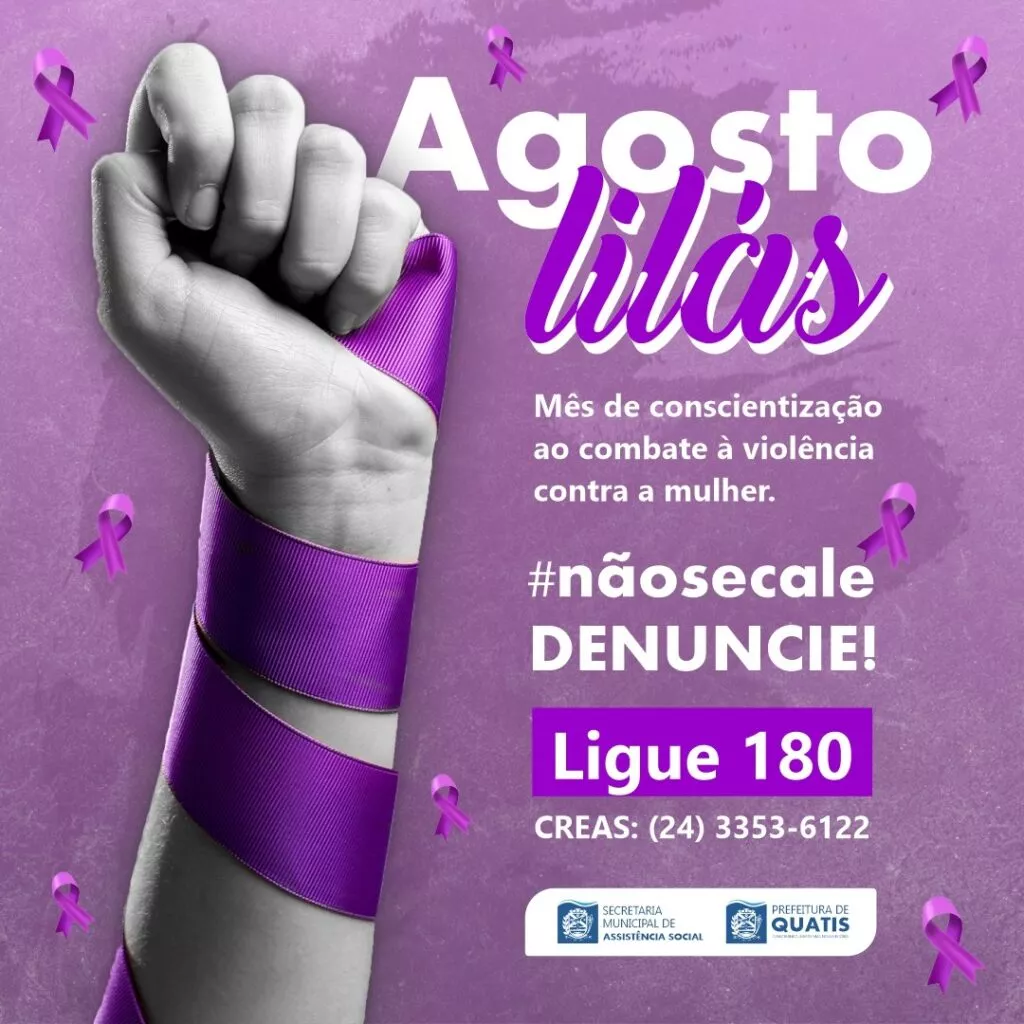 Agosto
lilás
Mês de conscientização
ao combate à violência
contra a mulher.
#nãosecale
DENUNCIE!
Ligue 180
CREAS: (24) 3353-6122
SECRETARIA
MUNICIPAL DE
ASSISTÊNCIA SOCIAL
PREFEITURA DE
QUATIS